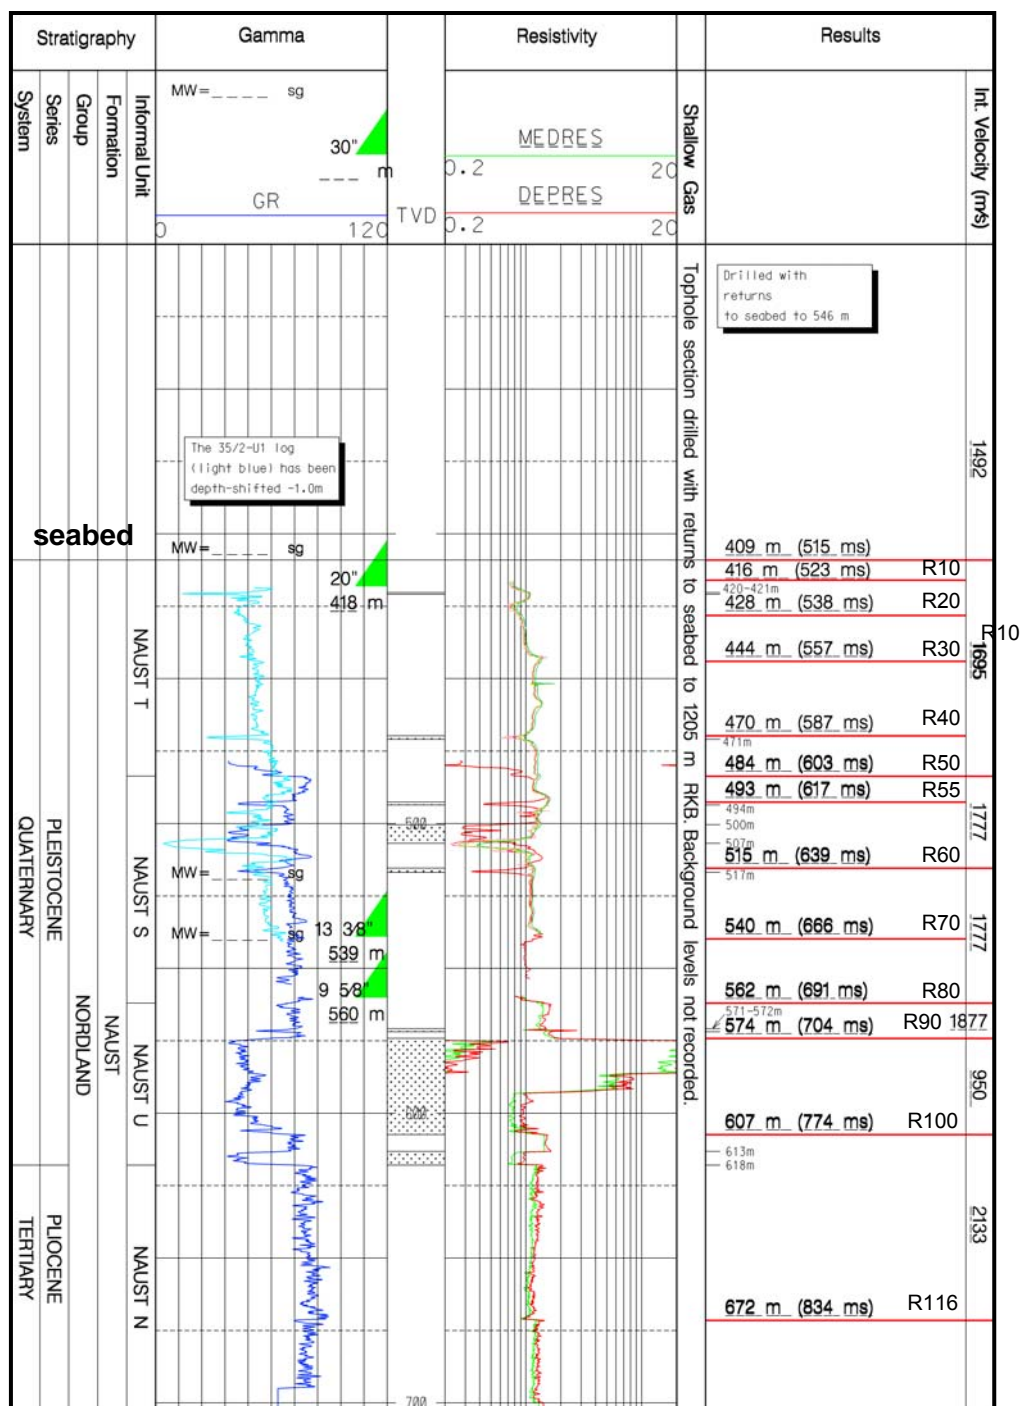 Stratigraphy
Gamma
Resistivity
Results
System
Series
Group
Formation
Informal Unit
MW=____ sg
30"
___ m
GR
0 120
TVD
MEDRES
0.2 20
DEPRES
0.2 20
Shallow Gas
Int. Velocity (m/s)
Drilled with
returns
to seabed to 546 m
Tophole section drilled with returns to seabed to 1205 m RKB. Background levels not recorded.
1492
The 35/2-U1 log
(light blue) has been
depth-shifted -1.0m
seabed
MW=____ sg
20"
418 m
409 m (515 ms)
416 m (523 ms) R10
420-421m
428 m (538 ms) R20
R10
444 m (557 ms) R30
1695
NAUST T
470 m (587 ms) R40
471m
484 m (603 ms) R50
493 m (617 ms) R55
494m
1777
500
500m
507m
515 m (639 ms) R60
517m
QUATERNARY
PLEISTOCENE
NAUST S
MW=____ sg
MW=____ sg
13 3/8"
539 m
540 m (666 ms) R70
1777
9 5/8"
560 m
562 m (691 ms) R80
571-572m
574 m (704 ms) R90 1877
NORDLAND
NAUST
NAUST U
950
600
607 m (774 ms) R100
613m
618m
2133
TERTIARY
PLIOCENE
NAUST N
672 m (834 ms) R116
700